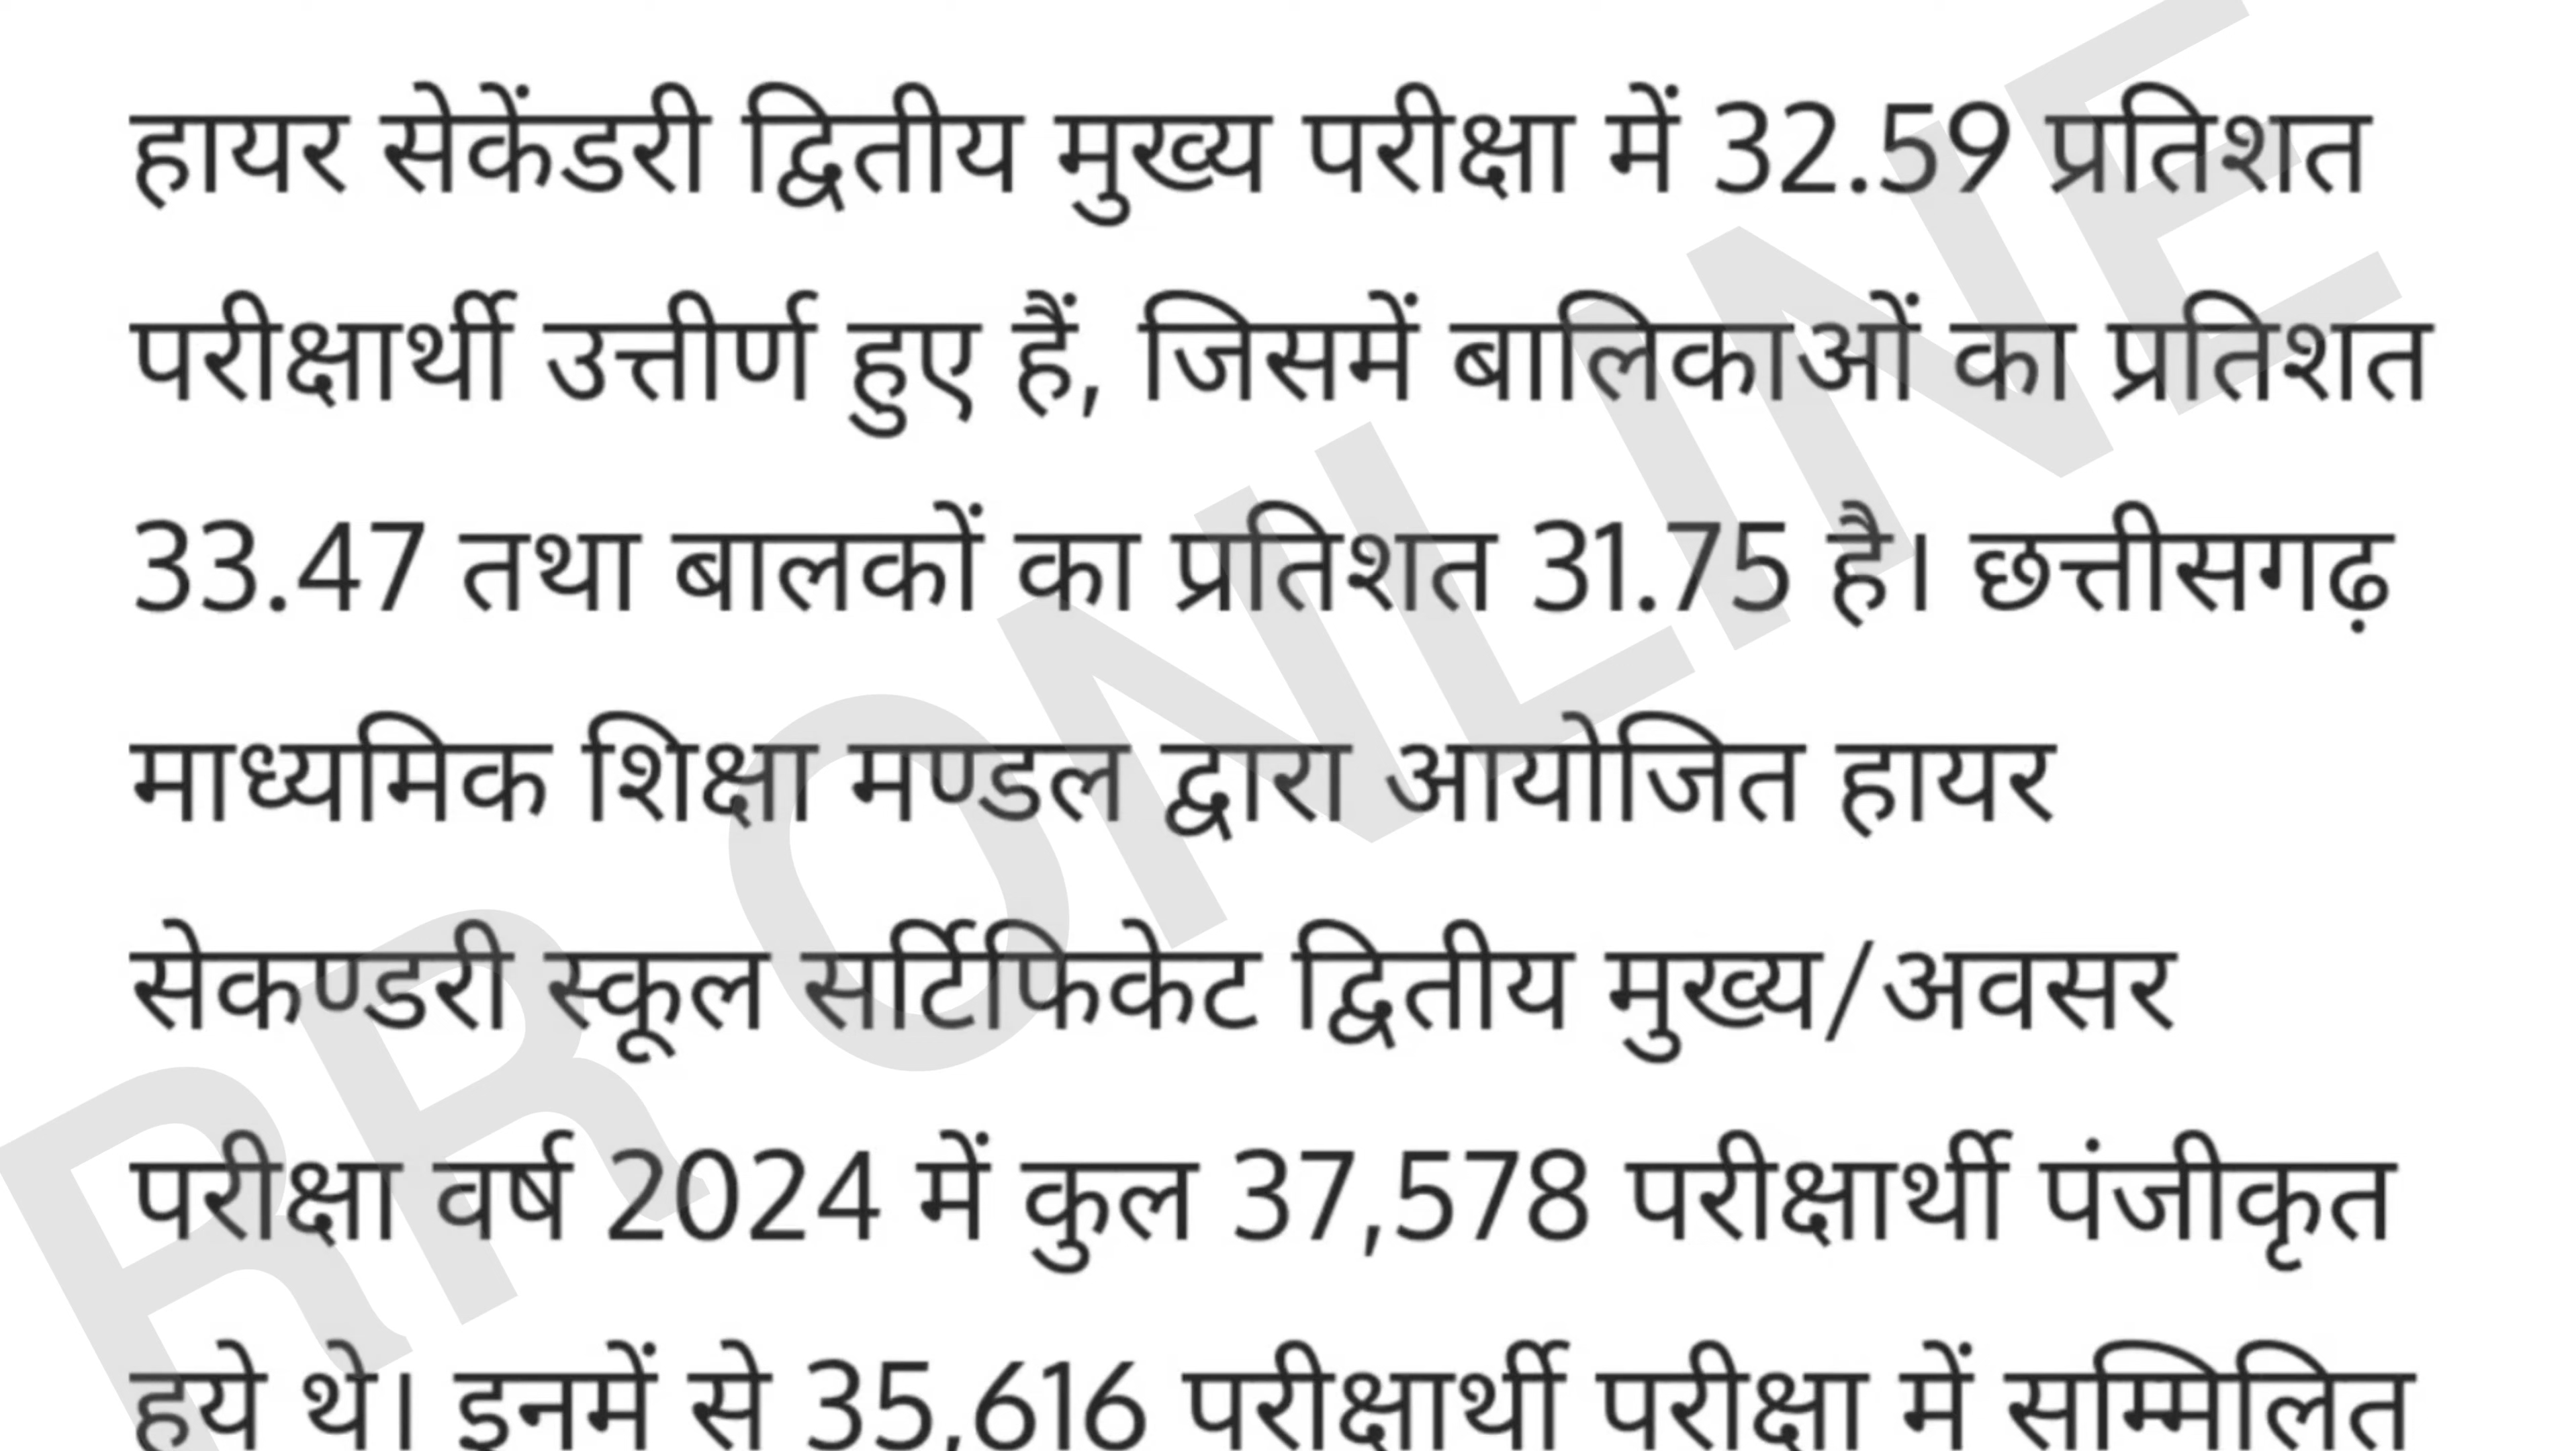 हायर सेकेंडरी द्वितीय मुख्य परीक्षा में 32.59 प्रतिशत
परीक्षार्थी उत्तीर्ण हुए हैं, जिसमें बालिकाओं का प्रतिशत
33.47 तथा बालकों का प्रतिशत 31.75 है। छत्तीसगढ़
माध्यमिक शिक्षा मण्डल द्वारा आयोजित हायर
सेकण्डरी स्कूल सर्टिफिकेट द्वितीय मुख्य/अवसर
परीक्षा वर्ष 2024 में कुल 37,578 परीक्षार्थी पंजीकृत
हुये थे। इनमें से 35,616 परीक्षार्थी परीक्षा में सम्मिलित
RR ONLINE